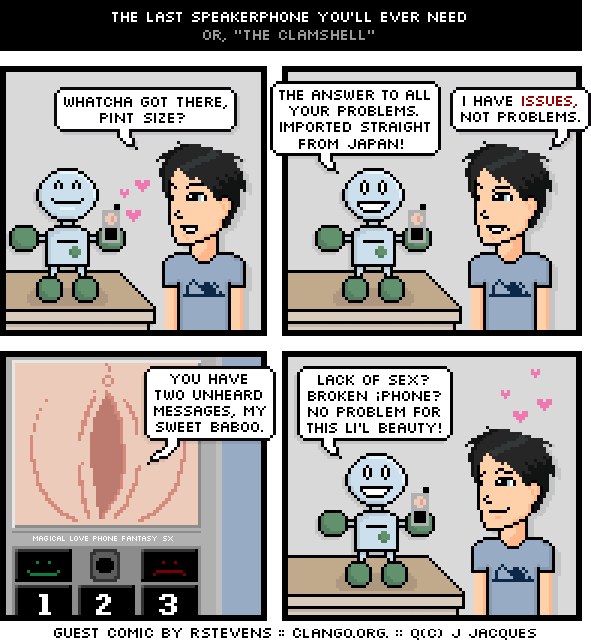 THE LAST SPEAKERPHONE YOU'LL EVER NEED
OR, "THE CLAMSHELL"
WHATCHA GOT THERE,
PINT SIZE?
THE ANSWER TO ALL
YOUR PROBLEMS.
IMPORTED STRAIGHT
FROM JAPAN!
I HAVE ISSUES,
NOT PROBLEMS.
YOU HAVE
TWO UNHEARD
MESSAGES, MY
SWEET BABOO.
MAGICAL LOVE PHONE FANTASY SX
1 2 3
LACK OF SEX?
BROKEN iPHONE?
NO PROBLEM FOR
THIS LI'L BEAUTY!
GUEST COMIC BY RSTEVENS :: CLANGO.ORG. :: Q(C) J JACQUES